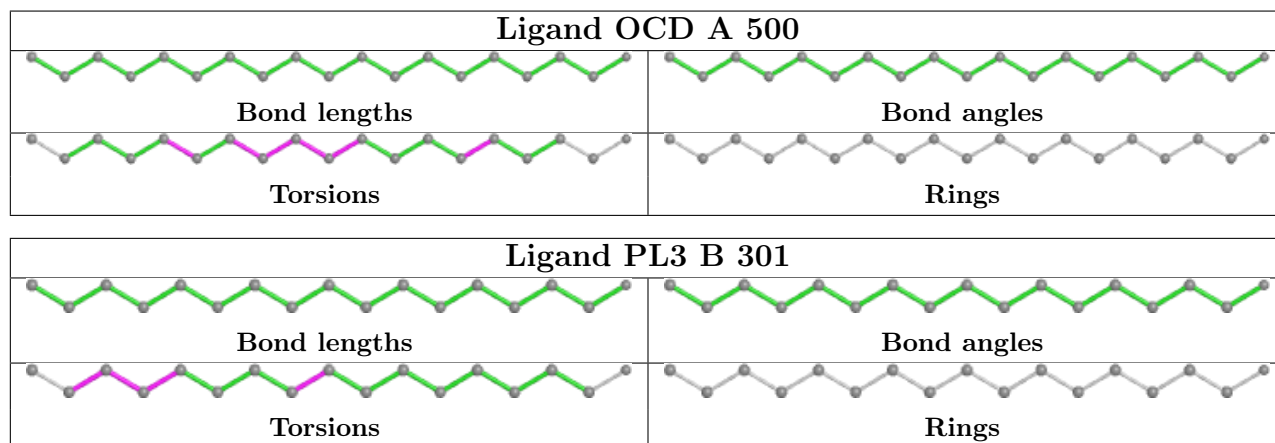 Ligand OCD A 500
Bond lengths Bond angles
Torsions Rings
Ligand PL3 B 301
Bond lengths Bond angles
Torsions Rings